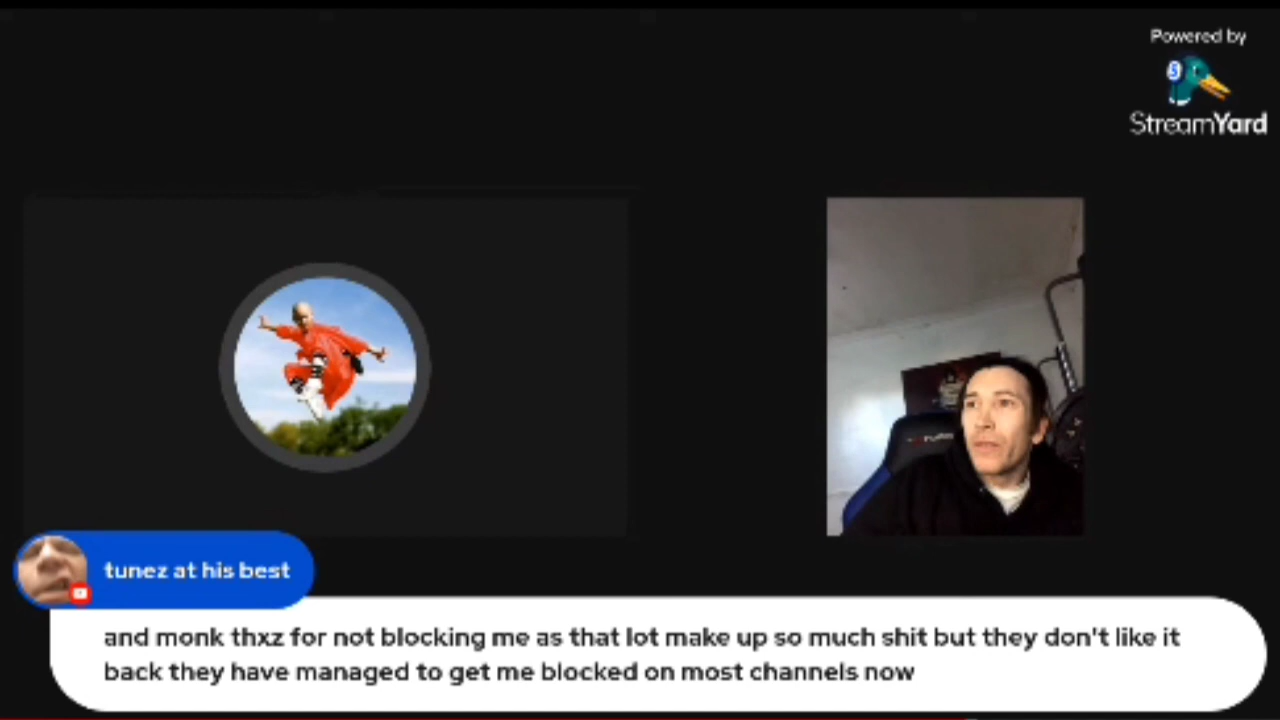 Powered by
StreamYard
tunez at his best
and monk thxz for not blocking me as that lot make up so much shit but they don't like it
back they have managed to get me blocked on most channels now